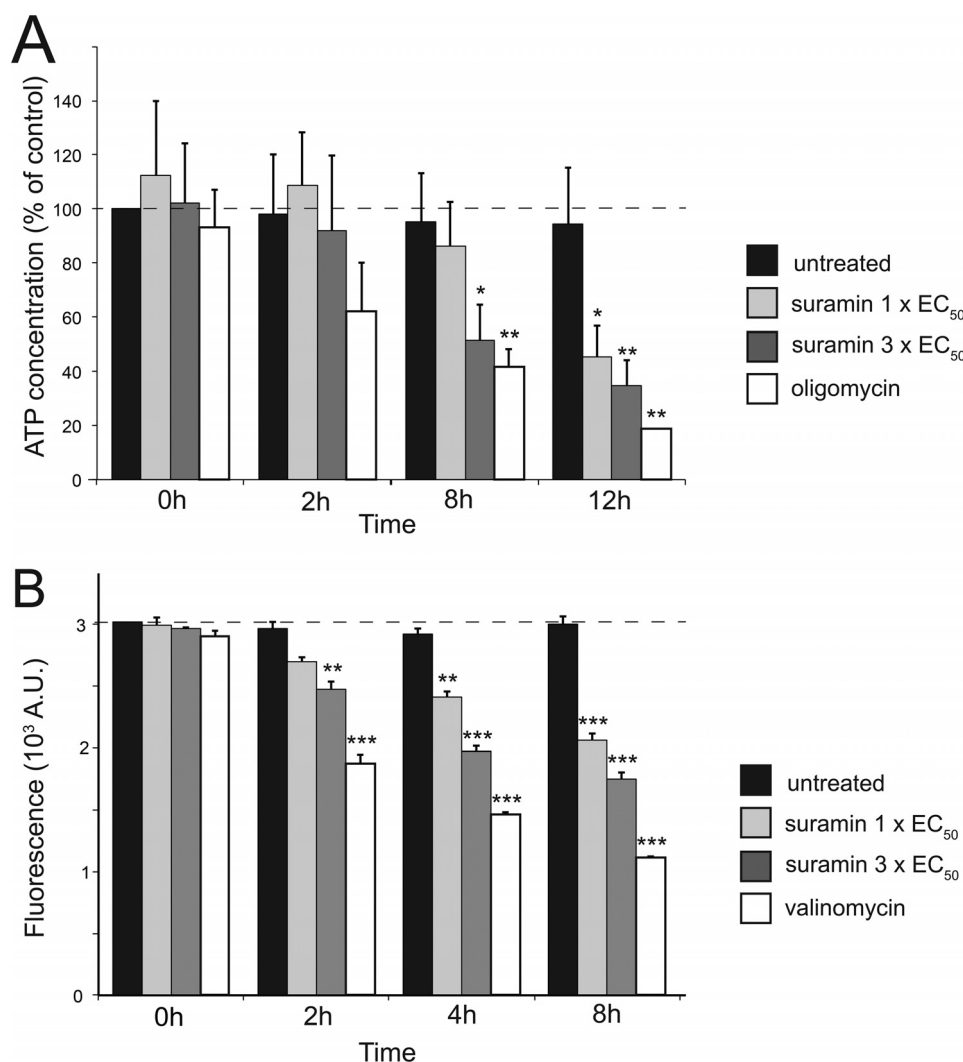 A
ATP concentration (% of control)
140
120
100
80
60
40
20
0
*
**
*
**
**
0h 2h 8h 12h
Time
untreated
suramin 1 x EC₅₀
suramin 3 x EC₅₀
oligomycin
B
Fluorescence (10³ A.U.)
3
2
1
0
**
***
**
***
***
***
***
***
0h 2h 4h 8h
Time
untreated
suramin 1 x EC₅₀
suramin 3 x EC₅₀
valinomycin